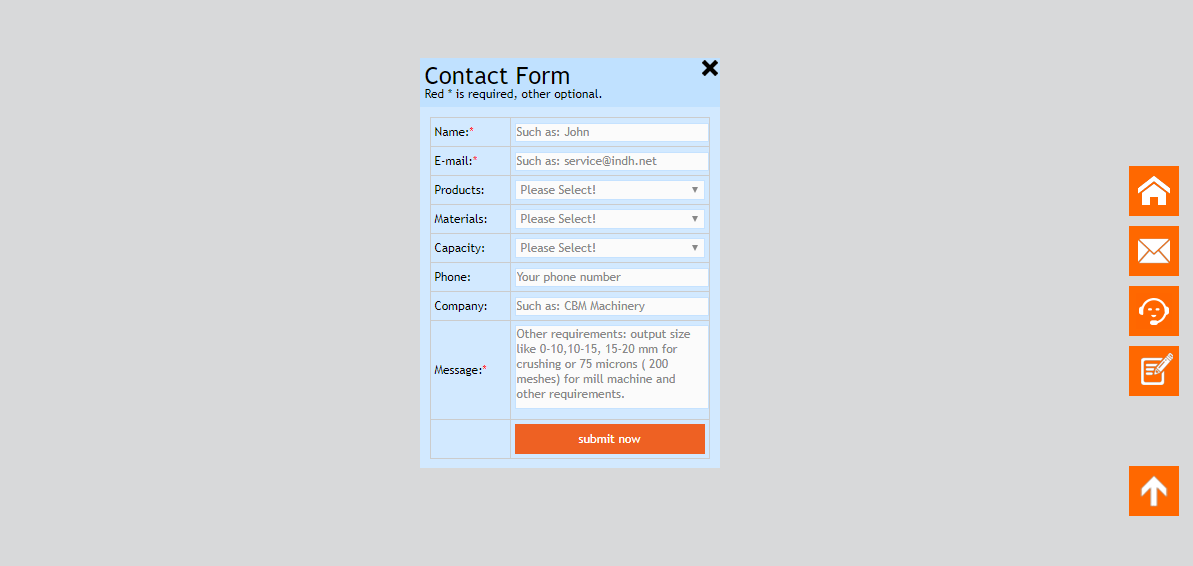 Contact Form
Red * is required, other optional.
Name:*
Such as: John
E-mail:*
Such as: service@indh.net
Products:
Please Select!
Materials:
Please Select!
Capacity:
Please Select!
Phone:
Your phone number
Company:
Such as: CBM Machinery
Message:*
Other requirements: output size
like 0-10,10-15, 15-20 mm for
crushing or 75 microns ( 200
meshes) for mill machine and
other requirements.
submit now